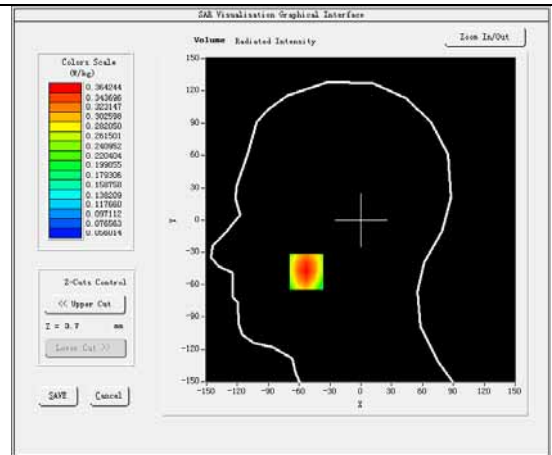 SAR Visualisation Graphical Interface
Volume Radiated Intensity
Zoom In/Out
Colors Scale
(W/kg)
0.364244
0.343696
0.323147
0.302598
0.282050
0.261501
0.240952
0.220404
0.199855
0.179306
0.158758
0.138209
0.117660
0.097112
0.076563
0.056014
Z-Cuts Control
<< Upper Cut
Z = 3.7 mm
Lower Cut >>
SAVE
Cancel
150
120
90
60
30
0
-30
-60
-90
-120
-150
Y
-150 -120 -90 -60 -30 0 30 60 90 120 150
X